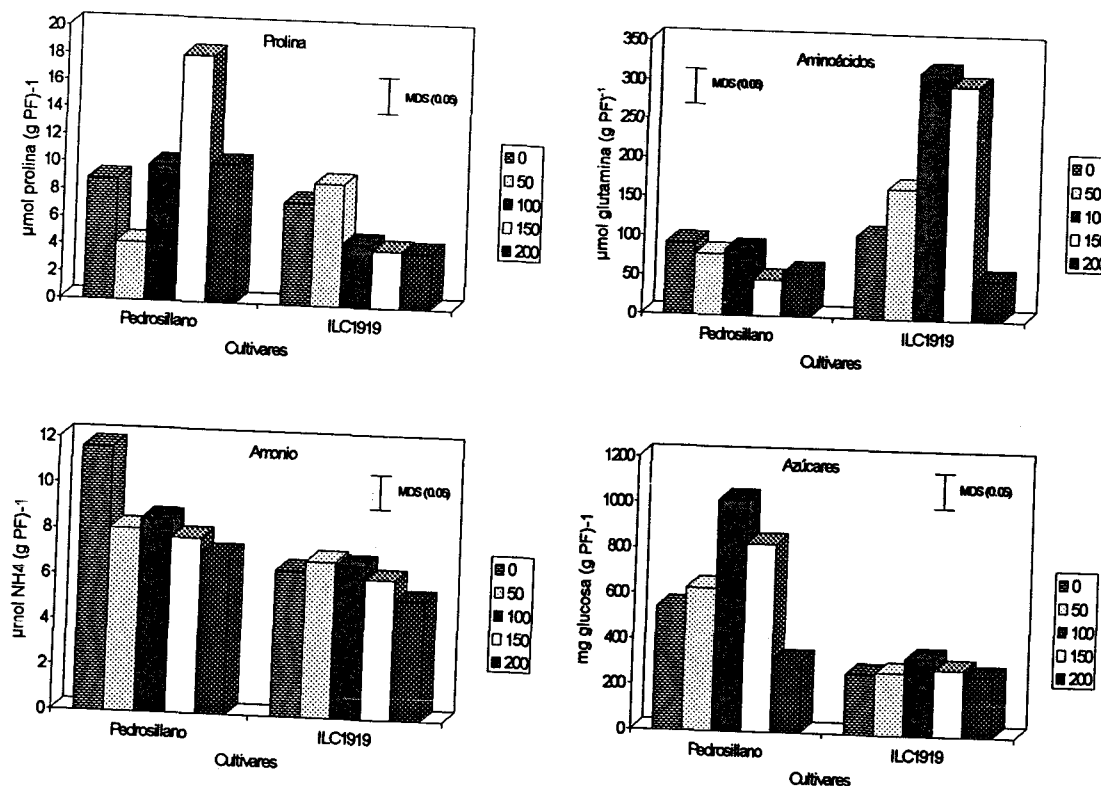 Prolina
μmol prolina (g PF)-1
20
18
16
14
12
10
8
6
4
2
0
MDS (0.05)
0
50
100
150
200
Pedrosillano
ILC1919
Cultivares
Aminoácidos
μmol glutamina (g PF)-1
350
300
250
200
150
100
50
0
MDS (0.05)
0
50
150
200
Pedrosillano
ILC1919
Cultivares
Amonio
μmol NH4 (g PF)-1
12
10
8
6
4
2
0
MDS (0.05)
0
50
100
150
200
Pedrosillano
ILC1919
Cultivares
Azúcares
mg glucosa (g PF)-1
1200
1000
800
600
400
200
0
MDS (0.05)
0
50
100
150
200
Pedrosillano
ILC1919
Cultivares